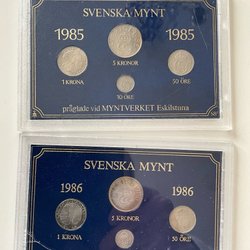 SVENSKA MYNT
1985 1985
5 KRONOR
1 KRONA 50 ÖRE
10 ÖRE
präglade vid MYNTVERKET Eskilstuna
SVENSKA MYNT
1986 1986
5 KRONOR
1 KRONA 50 ÖRE